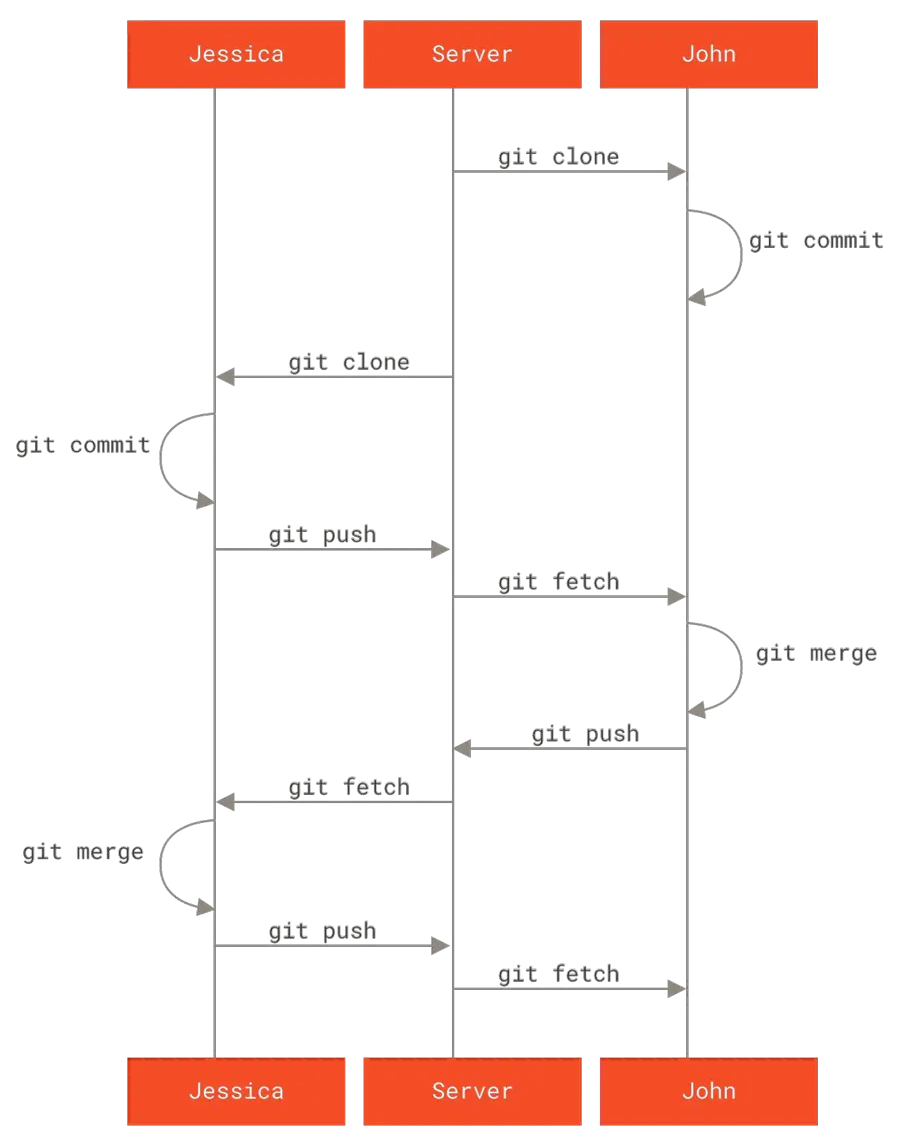 Jessica
Server
John
git clone
git commit
git clone
git commit
git push
git fetch
git merge
git push
git fetch
git merge
git push
git fetch
Jessica
Server
John